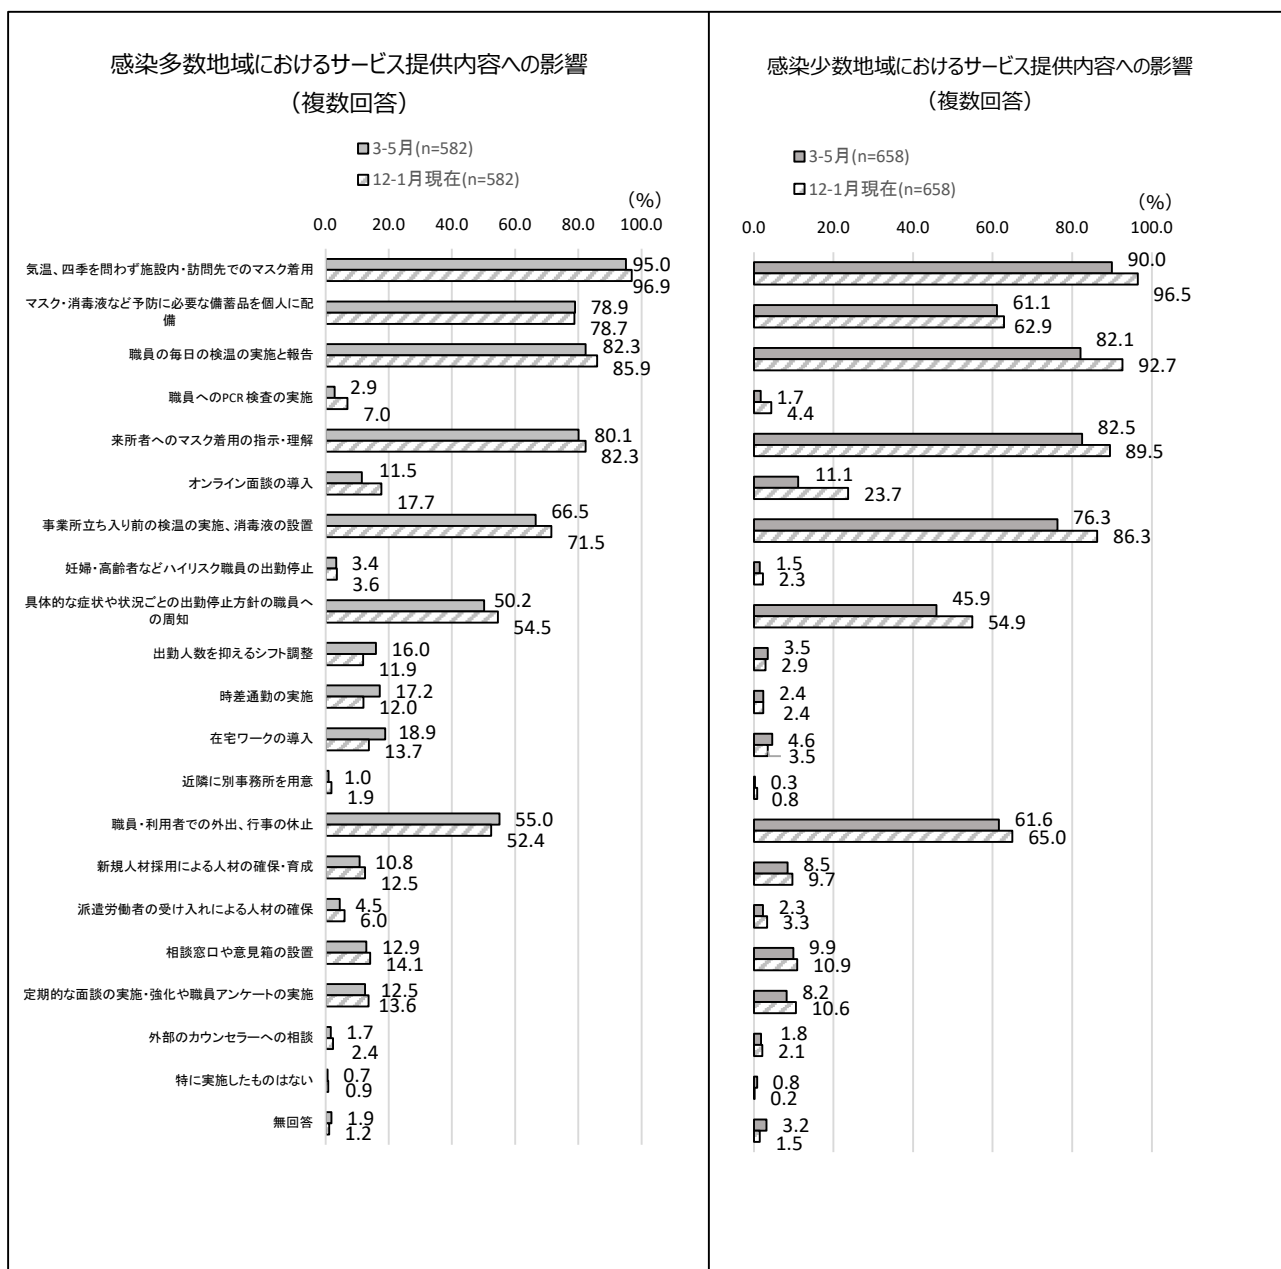 感染多数地域におけるサービス提供内容への影響
（複数回答）
3-5月(n=582)
12-1月現在(n=582)
(%)
0.0 20.0 40.0 60.0 80.0 100.0
気温、四季を問わず施設内・訪問先でのマスク着用
95.0
96.9
マスク・消毒液など予防に必要な備蓄品を個人に配
備
78.9
78.7
職員の毎日の検温の実施と報告
82.3
85.9
職員へのPCR検査の実施
2.9
7.0
来所者へのマスク着用の指示・理解
80.1
82.3
オンライン面談の導入
11.5
17.7
事業所立ち入り前の検温の実施、消毒液の設置
66.5
71.5
妊婦・高齢者などハイリスク職員の出勤停止
3.4
3.6
具体的な症状や状況ごとの出勤停止方針の職員へ
の周知
50.2
54.5
出勤人数を抑えるシフト調整
16.0
11.9
時差通勤の実施
17.2
12.0
在宅ワークの導入
18.9
13.7
近隣に別事務所を用意
1.0
1.9
職員・利用者での外出、行事の休止
55.0
52.4
新規人材採用による人材の確保・育成
10.8
12.5
派遣労働者の受け入れによる人材の確保
4.5
6.0
相談窓口や意見箱の設置
12.9
14.1
定期的な面談の実施・強化や職員アンケートの実施
12.5
13.6
外部のカウンセラーへの相談
1.7
2.4
特に実施したものはない
0.7
0.9
無回答
1.9
1.2
感染少数地域におけるサービス提供内容への影響
（複数回答）
3-5月(n=658)
12-1月現在(n=658)
(%)
0.0 20.0 40.0 60.0 80.0 100.0
90.0
96.5
61.1
62.9
82.1
92.7
1.7
4.4
82.5
89.5
11.1
23.7
76.3
86.3
1.5
2.3
45.9
54.9
3.5
2.9
2.4
2.4
4.6
3.5
0.3
0.8
61.6
65.0
8.5
9.7
2.3
3.3
9.9
10.9
8.2
10.6
1.8
2.1
0.8
0.2
3.2
1.5